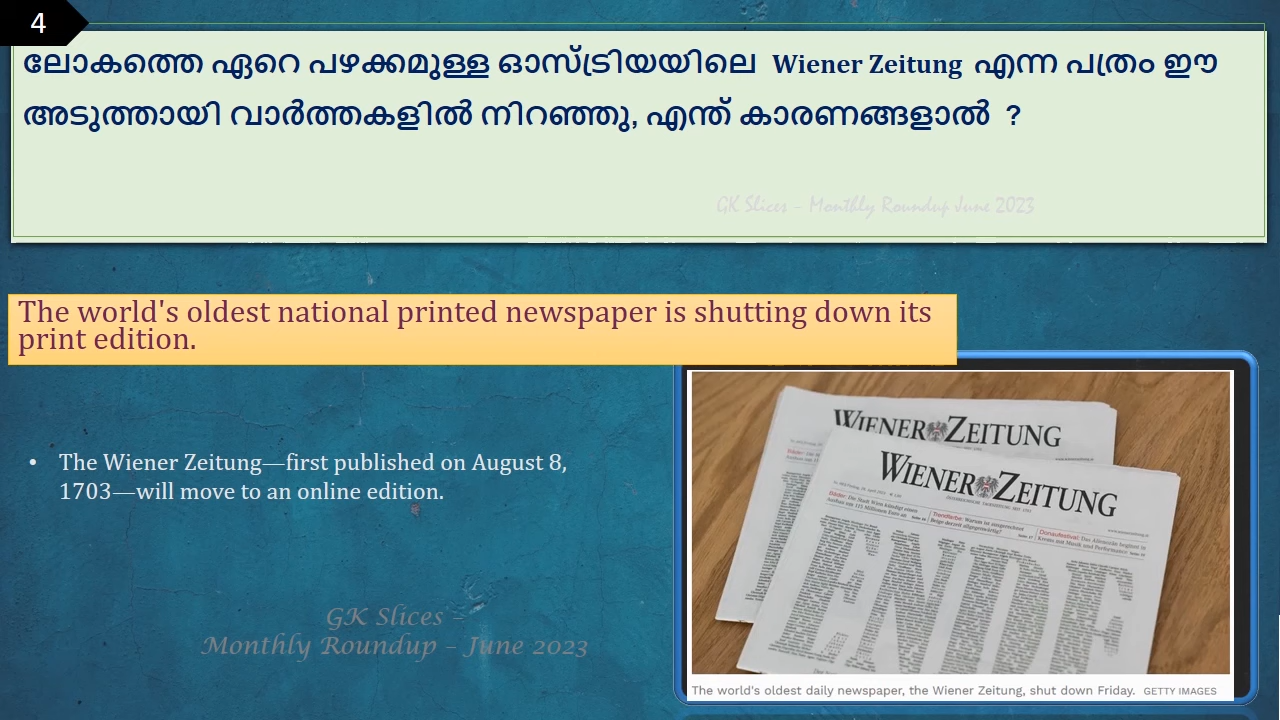 4
ലോകത്തെ ഏറെ പഴക്കമുള്ള ഓസ്ട്രിയയിലെ Wiener Zeitung എന്ന പത്രം ഈ
അടുത്തായി വാർത്തകളിൽ നിറഞ്ഞു, എന്ത് കാരണങ്ങളാൽ ?
GK Slices – Monthly Roundup June 2023
The world's oldest national printed newspaper is shutting down its
print edition.
• The Wiener Zeitung—first published on August 8,
1703—will move to an online edition.
GK Slices –
Monthly Roundup – June 2023
WIENER ZEITUNG
WIENER ZEITUNG
ENDE
The world's oldest daily newspaper, the Wiener Zeitung, shut down Friday. GETTY IMAGES